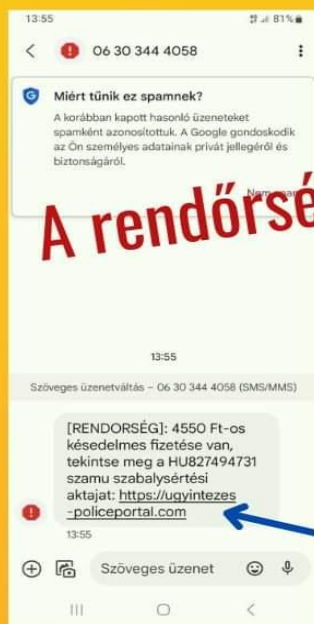 13:55
81%
06 30 344 4058
Miért tűnik ez spamnek?
A korábban kapott hasonló üzeneteket
spamként azonosítottuk. A Google gondoskodik
az Ön személyes adatainak privát jellegéről és
biztonságáról.
A rendőrsé
13:55
Szöveges üzenetváltás – 06 30 344 4058 (SMS/MMS)
[RENDORSÉG]: 4550 Ft-os
késedelmes fizetése van,
tekintse meg a HU827494731
szamu szabalysértési
aktajat: https://ugyintezes
-policeportal.com
13:55
Szöveges üzenet